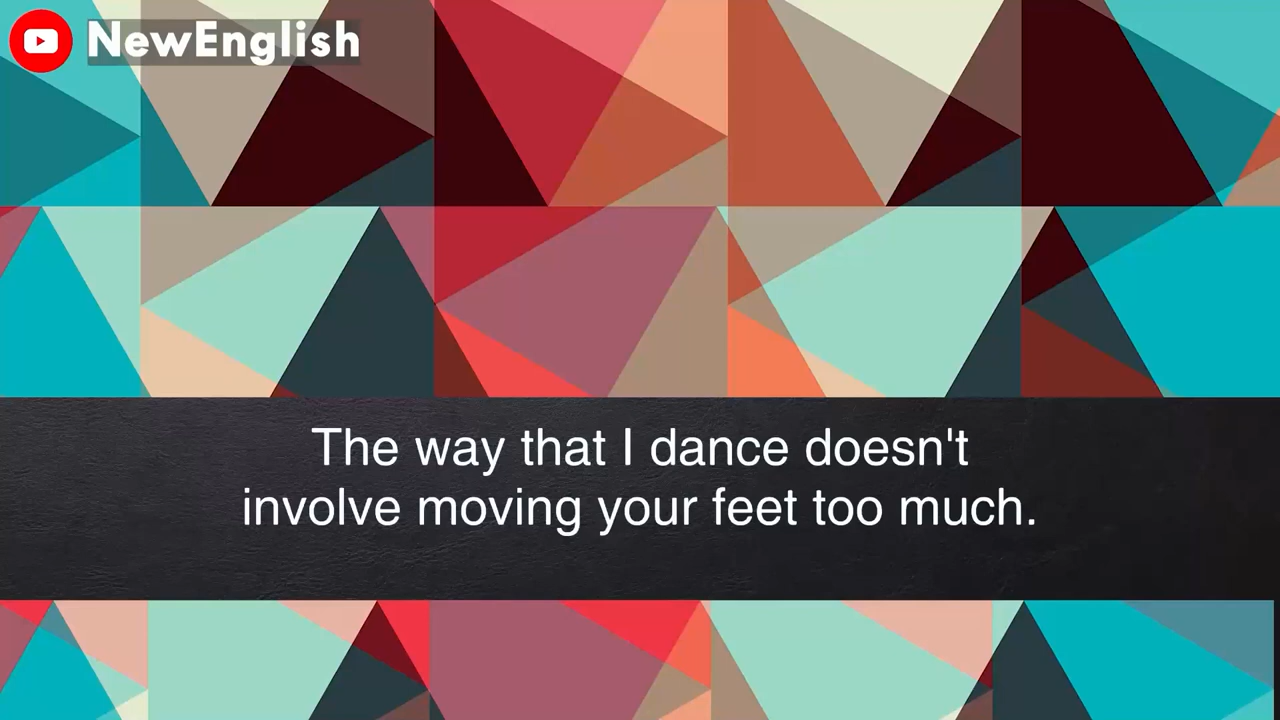 NewEnglish
The way that I dance doesn't
involve moving your feet too much.